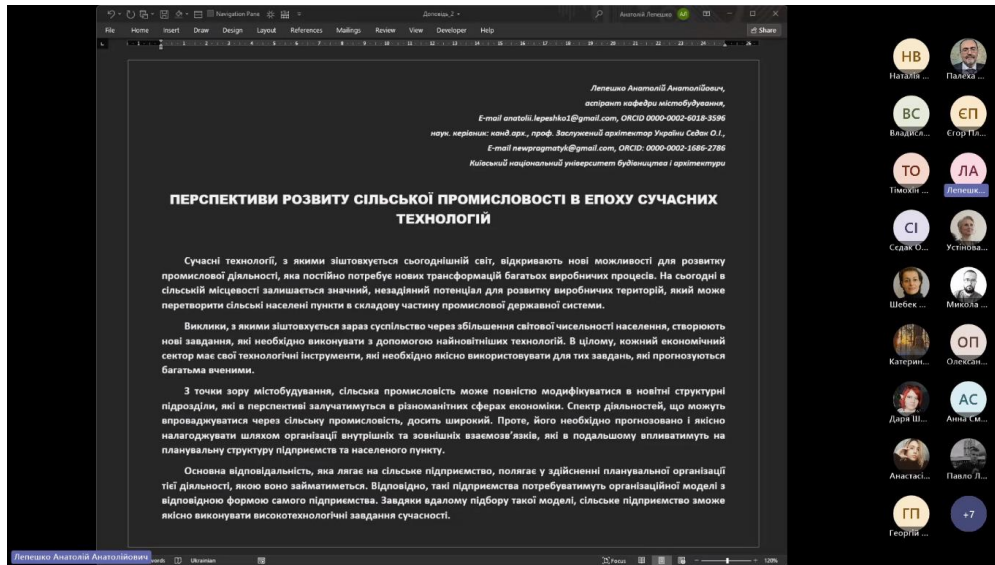 Navigation Pane
Доповідь_2
Анатолій Лепешко
АЛ
File Home Insert Draw Design Layout References Mailings Review View Developer Help
Share
Лепешко Анатолій Анатолійович,
аспірант кафедри містобудування,
E-mail anatolii.lepeshko1@gmail.com, ORCID 0000-0002-6018-3596
наук. керівник: канд.арх., проф. Заслужений архітектор України Седак О.І.,
E-mail newpragmatyk@gmail.com, ORCID: 0000-0002-1686-2786
Київський національний університет будівництва і архітектури
ПЕРСПЕКТИВИ РОЗВИТУ СІЛЬСЬКОЇ ПРОМИСЛОВОСТІ В ЕПОХУ СУЧАСНИХ
ТЕХНОЛОГІЙ
Сучасні технології, з якими зіштовхується сьогоднішній світ, відкривають нові можливості для розвитку
промислової діяльності, яка постійно потребує нових трансформацій багатьох виробничих процесів. На сьогодні в
сільській місцевості залишається значний, незадіяний потенціал для розвитку виробничих територій, який може
перетворити сільські населені пункти в складову частину промислової державної системи.
Виклики, з якими зіштовхується зараз суспільство через збільшення світової чисельності населення, створюють
нові завдання, які необхідно виконувати з допомогою найновітніших технологій. В цілому, кожний економічний
сектор має свої технологічні інструменти, які необхідно якісно використовувати для тих завдань, які прогнозуються
багатьма вченими.
З точки зору містобудування, сільська промисловість може повністю модифікуватися в новітні структурні
підрозділи, які в перспективі залучатимуться в різноманітних сферах економіки. Спектр діяльностей, що можуть
впроваджуватися через сільську промисловість, досить широкий. Проте, його необхідно прогнозовано і якісно
налагоджувати шляхом організації внутрішніх та зовнішніх взаємозв’язків, які в подальшому впливатимуть на
планувальну структуру підприємств та населеного пункту.
Основна відповідальність, яка лягає на сільське підприємство, полягає у здійсненні планувальної організації
тієї діяльності, якою воно займатиметься. Відповідно, такі підприємства потребуватимуть організаційної моделі з
відповідною формою самого підприємства. Завдяки вдалому підбору такої моделі, сільське підприємство зможе
якісно виконувати високотехнологічні завдання сучасності.
Лепешко Анатолій Анатолійович
Ukrainian
Focus
120%
НВ
Наталія ...
Палєха ...
ВС
Владисл...
ЄП
Єгор Пл...
ТО
Тімохін ...
ЛА
Лепешк...
СІ
Сєдак О...
Устінова...
Шебек ...
Микола ...
Катерин...
ОП
Олексан...
Даря Ш...
АС
Анна См...
Анастасі...
Павло Л...
ГП
Георгій ...
+7